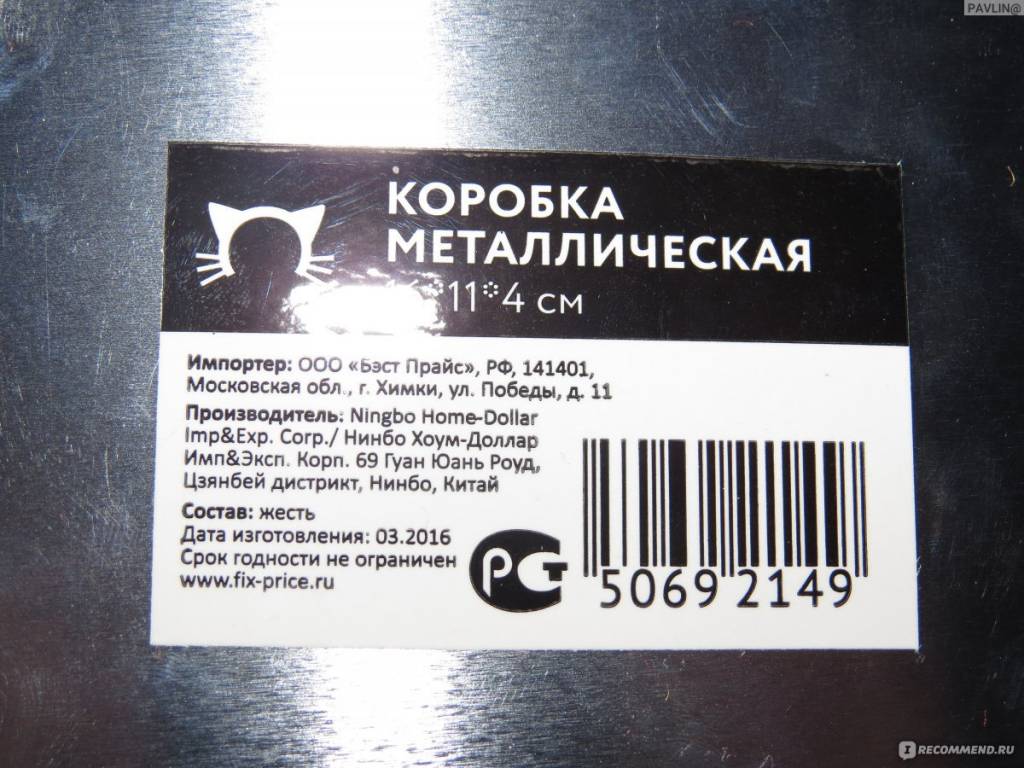 PAVLIN@
КОРОБКА
МЕТАЛЛИЧЕСКАЯ
11*4 см
Импортер: ООО «Бэст Прайс», РФ, 141401,
Московская обл., г. Химки, ул. Победы, д. 11
Производитель: Ningbo Home-Dollar
Imp&Exp. Corp./ Нинбо Хоум-Доллар
Имп&Эксп. Корп. 69 Гуан Юань Роуд,
Цзянбей дистрикт, Нинбо, Китай
Состав: жесть
Дата изготовления: 03.2016
Срок годности не ограничен
www.fix-price.ru
РСТ
5069 2149
IRECOMMEND.RU